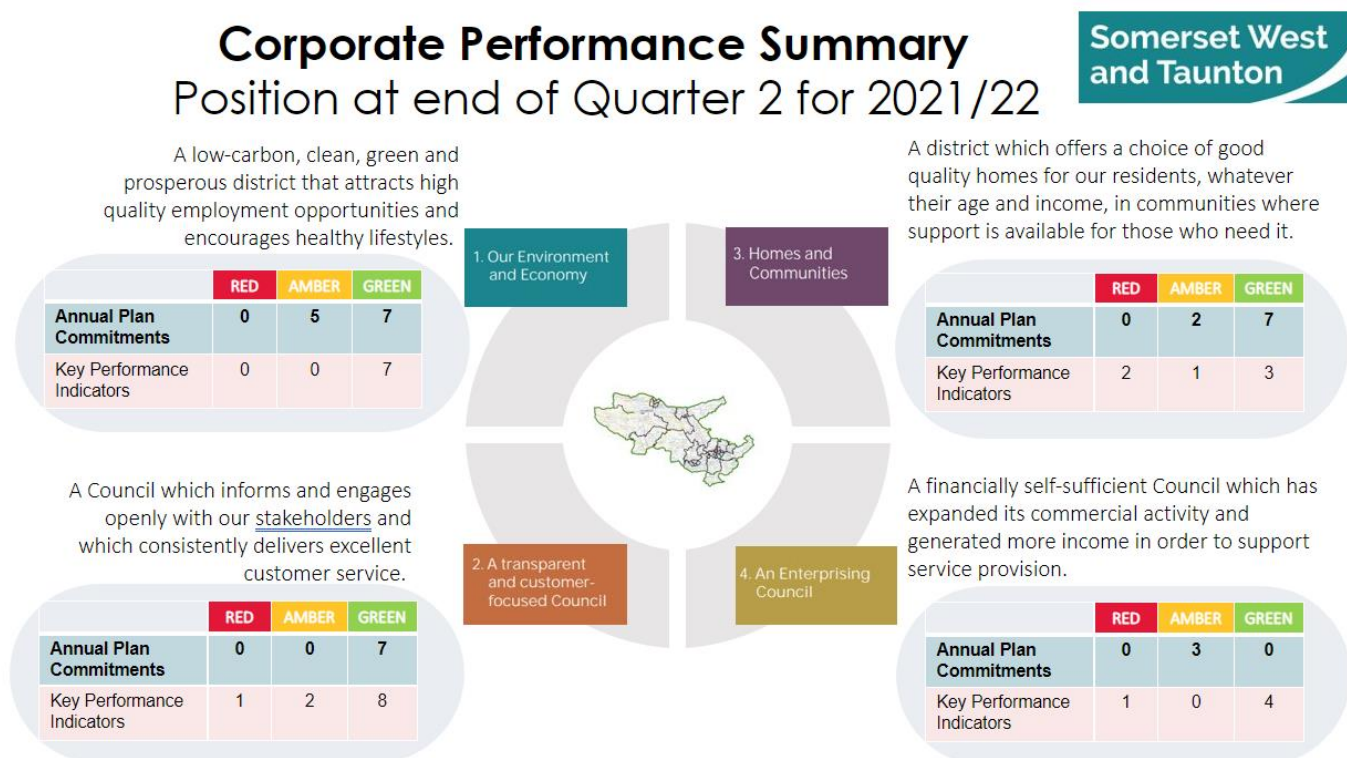 Corporate Performance Summary
Position at end of Quarter 2 for 2021/22
Somerset West
and Taunton
A low-carbon, clean, green and
prosperous district that attracts high
quality employment opportunities and
encourages healthy lifestyles.
1. Our Environment
and Economy
RED AMBER GREEN
Annual Plan
Commitments
0 5 7
Key Performance
Indicators
0 0 7
A district which offers a choice of good
quality homes for our residents, whatever
their age and income, in communities where
support is available for those who need it.
3. Homes and
Communities
RED AMBER GREEN
Annual Plan
Commitments
0 2 7
Key Performance
Indicators
2 1 3
A Council which informs and engages
openly with our stakeholders and
which consistently delivers excellent
customer service.
2. A transparent
and customer-
focused Council
RED AMBER GREEN
Annual Plan
Commitments
0 0 7
Key Performance
Indicators
1 2 8
A financially self-sufficient Council which has
expanded its commercial activity and
generated more income in order to support
service provision.
4. An Enterprising
Council
RED AMBER GREEN
Annual Plan
Commitments
0 3 0
Key Performance
Indicators
1 0 4